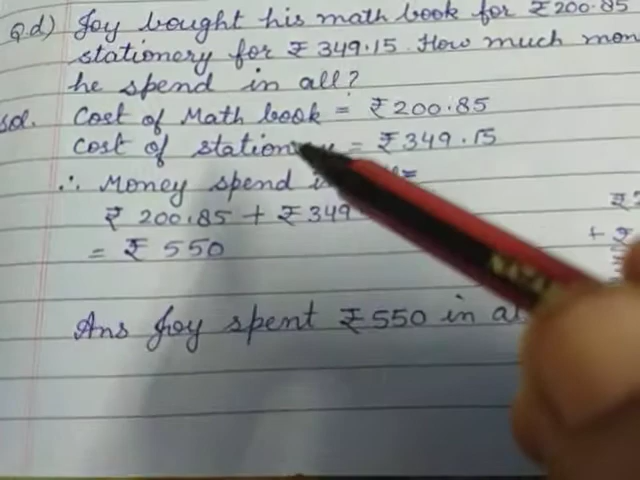 Q.d) Joy bought his math book for ₹200.85
stationery for ₹ 349.15. How much mon
he spend in all?
Sol. Cost of Math book = ₹200.85
Cost of station = ₹349.15
∴ Money spend
₹ 200.85 + ₹349
= ₹ 550
+ ₹
Ans Joy spent ₹550 in al